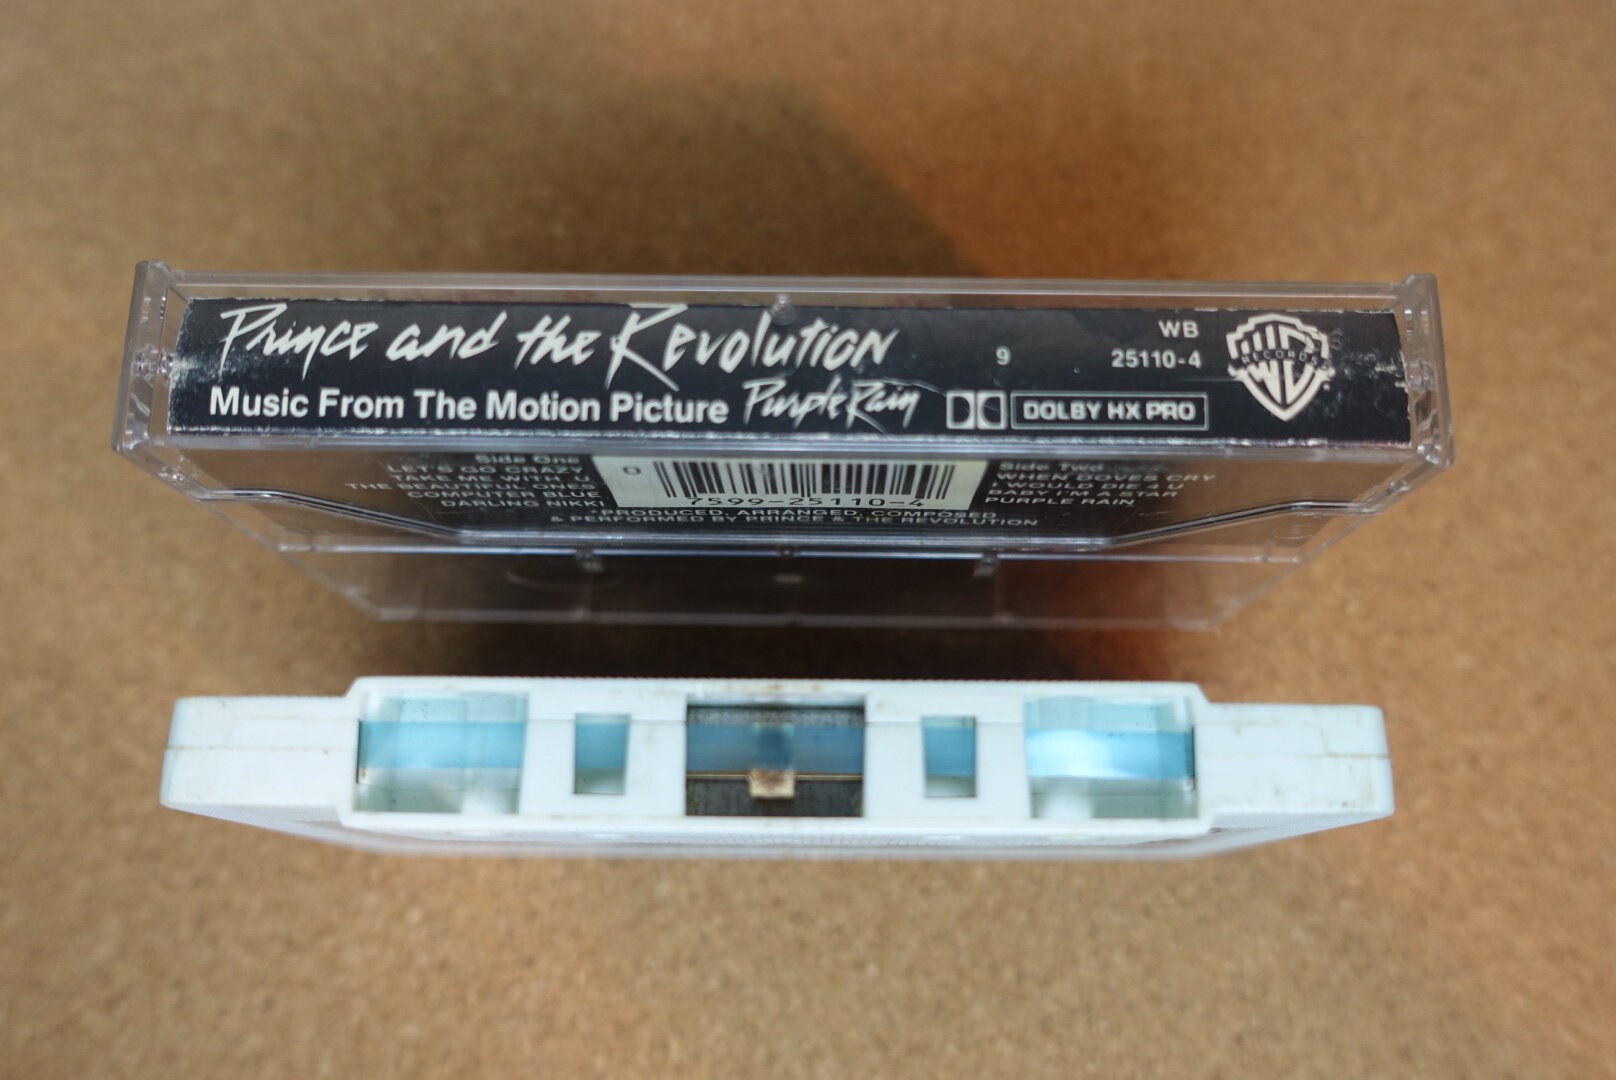 Prince and the Revolution
Music From The Motion Picture Purple Rain
9
WB
25110-4
DOLBY HX PRO
WB
RECORDS
Side One
LET'S GO CRAZY
TAKE ME WITH U
THE BEAUTIFUL ONES
COMPUTER BLUE
DARLING NIKKI
0
7599-25110-4
Side Two
WHEN DOVES CRY
I WOULD DIE 4 U
BABY I'M A STAR
PURPLE RAIN
*PRODUCED, ARRANGED, COMPOSED
& PERFORMED BY PRINCE & THE REVOLUTION